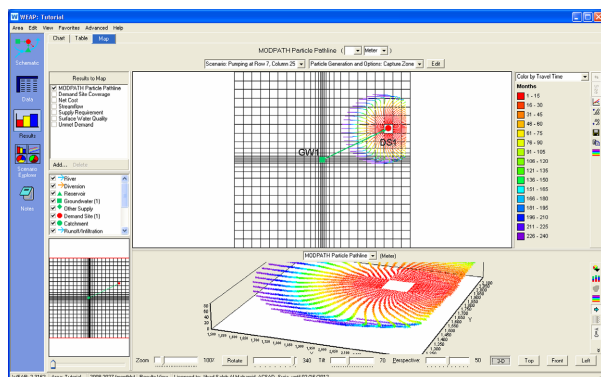 WEAP: Tutorial
Area Edit View Favorites Advanced Help
Chart Table Map
MODPATH Particle Pathline ( Meter )
Scenario: Pumping at Row 7, Column 25 Particle Generation and Options: Capture Zone Edit
Schematic
Data
Results
Scenario
Explorer
Notes
Results to Map
MODPATH Particle Pathline
Demand Site Coverage
Net Cost
Streamflow
Supply Requirement
Surface Water Quality
Unmet Demand
Add... Delete
River
Diversion
Reservoir
Groundwater (1)
Other Supply
Demand Site (1)
Catchment
Runoff/Infiltration
GW1
DS1
Color by Travel Time
Months
1 - 15
16 - 30
31 - 45
46 - 60
61 - 75
76 - 90
91 - 105
106 - 120
121 - 135
136 - 150
151 - 165
166 - 180
181 - 195
196 - 210
211 - 225
226 - 240
MODPATH Particle Pathline (Meter)
Zoom 100% Rotate 340 Tilt 70 Perspective: 50 3-D Top Front Left